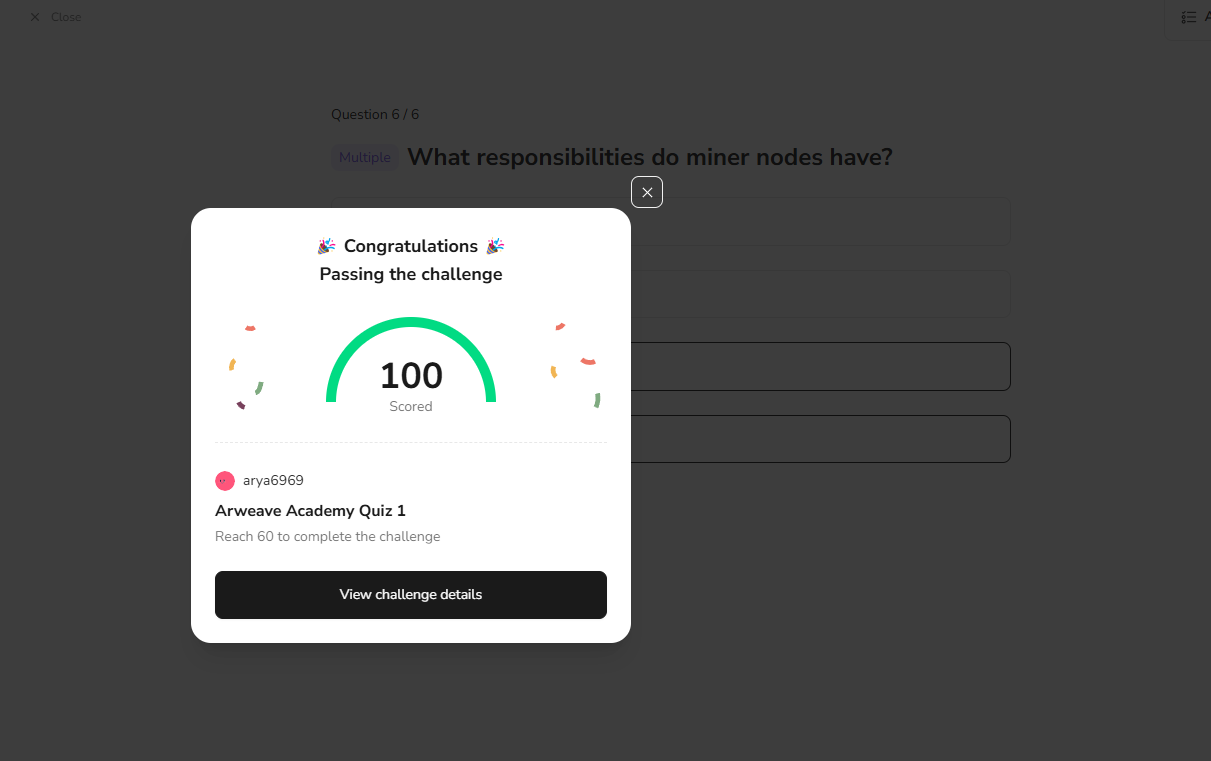 Close
Question 6 / 6
Multiple What responsibilities do miner nodes have?
Congratulations
Passing the challenge
100
Scored
arya6969
Arweave Academy Quiz 1
Reach 60 to complete the challenge
View challenge details